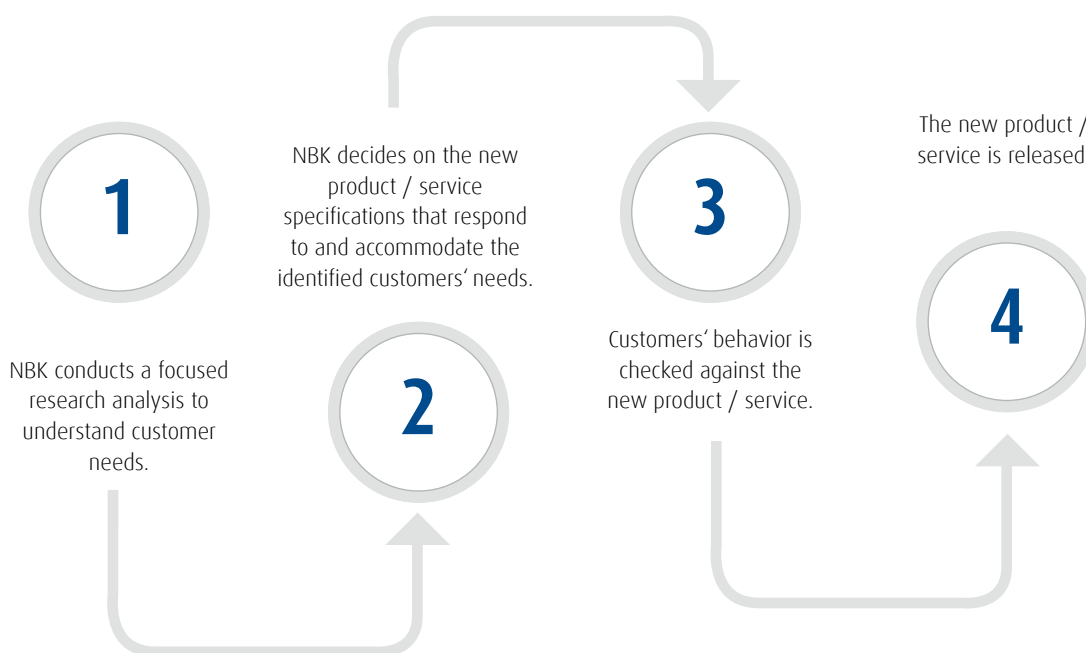 1
NBK conducts a focused
research analysis to
understand customer
needs.
NBK decides on the new
product / service
specifications that respond
to and accommodate the
identified customers‘ needs.
2
3
Customers‘ behavior is
checked against the
new product / service.
The new product /
service is released
4